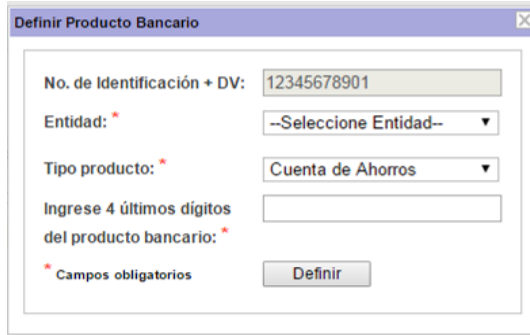 Definir Producto Bancario
No. de Identificación + DV: 12345678901
Entidad: * --Seleccione Entidad--
Tipo producto: * Cuenta de Ahorros
Ingrese 4 últimos dígitos
del producto bancario: *
* Campos obligatorios Definir